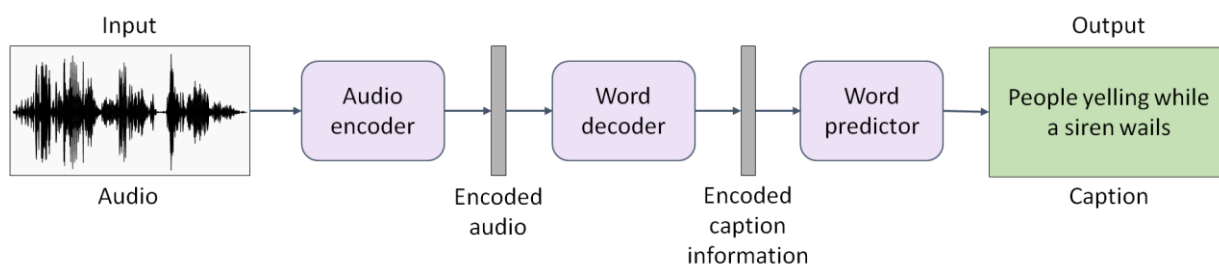 Input
Output
Audio
encoder
Word
decoder
Word
predictor
People yelling while
a siren wails
Audio
Encoded
audio
Encoded
caption
information
Caption